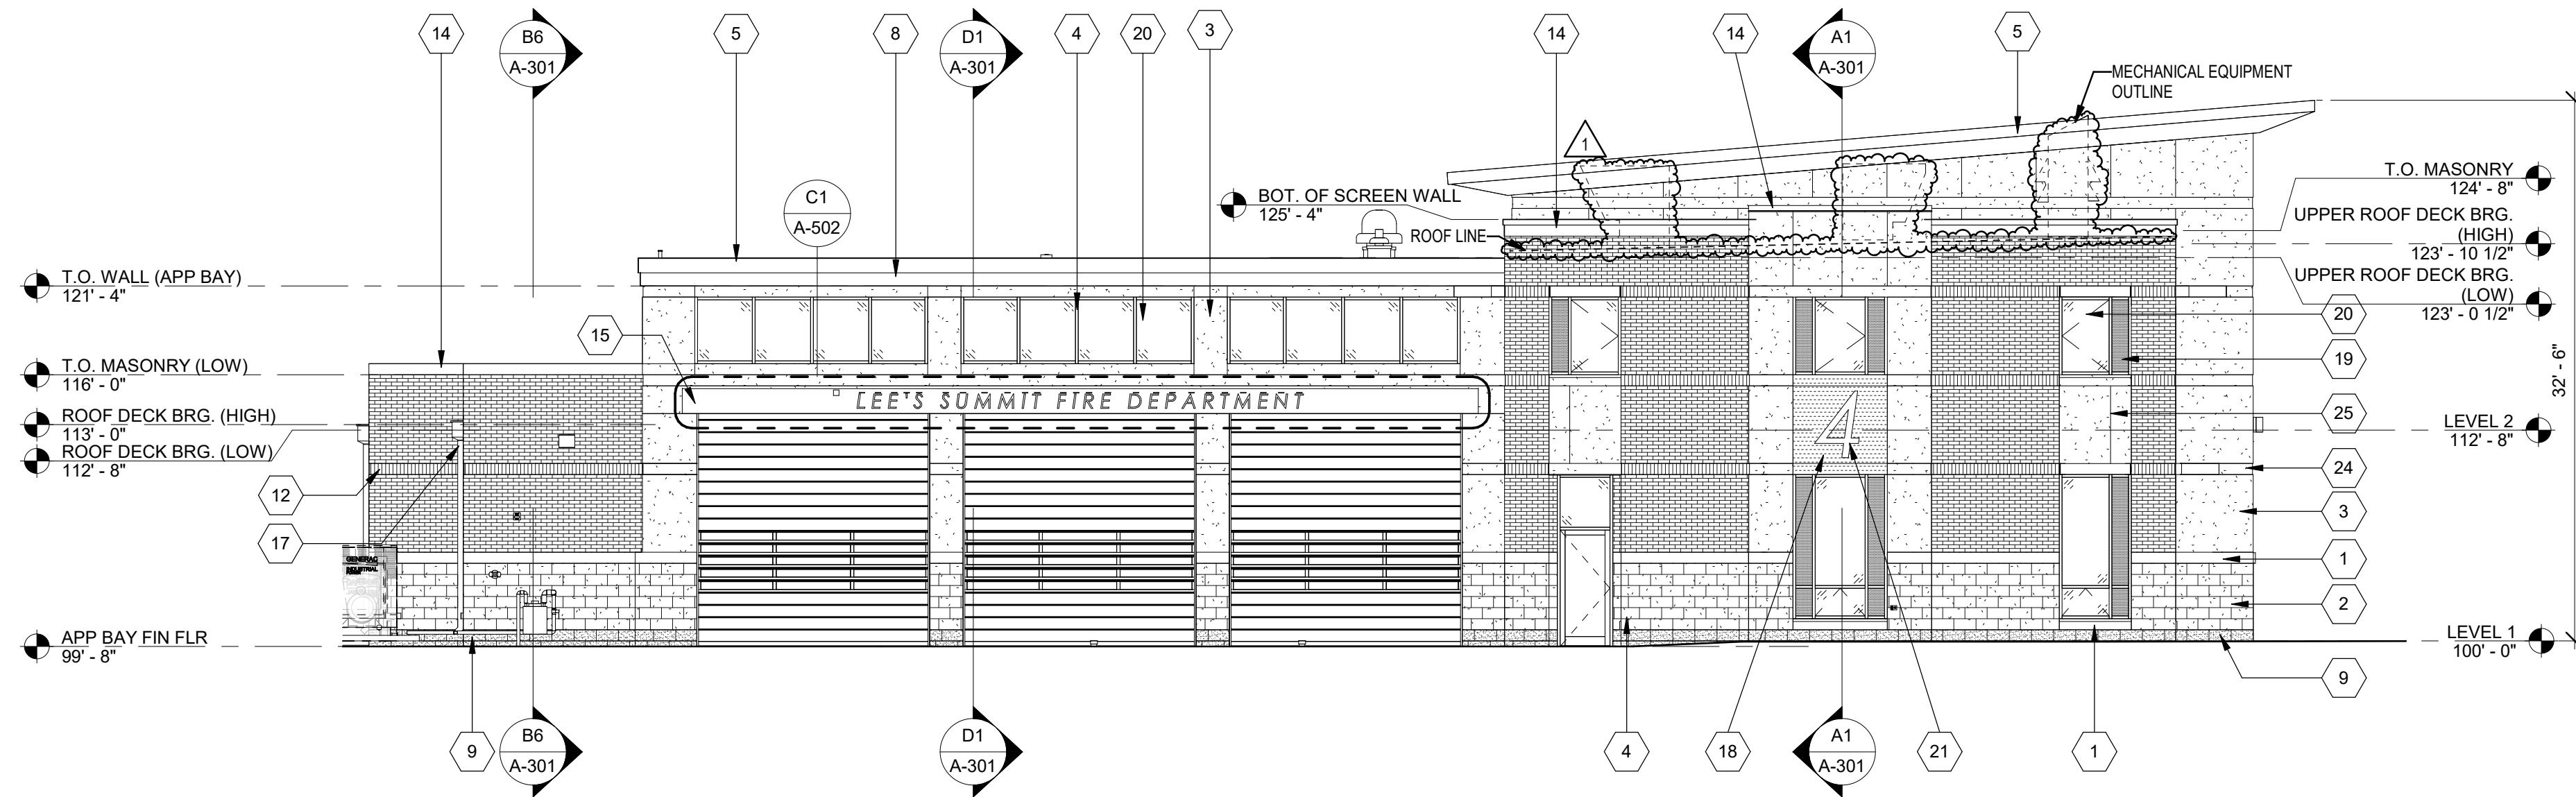 14
B6
A-301
5
8
D1
A-301
4
20
3
14
14
A1
A-301
5
MECHANICAL EQUIPMENT
OUTLINE
1
C1
A-502
BOT. OF SCREEN WALL
125' - 4"
ROOF LINE
T.O. MASONRY
124' - 8"
UPPER ROOF DECK BRG.
(HIGH)
123' - 10 1/2"
UPPER ROOF DECK BRG.
(LOW)
123' - 0 1/2"
32' - 6"
T.O. WALL (APP BAY)
121' - 4"
15
T.O. MASONRY (LOW)
116' - 0"
ROOF DECK BRG. (HIGH)
113' - 0"
ROOF DECK BRG. (LOW)
112' - 8"
LEE'S SUMMIT FIRE DEPARTMENT
4
20
19
25
LEVEL 2
112' - 8"
24
3
1
2
12
17
GENERAC
INDUSTRIAL
POWER
APP BAY FIN FLR
99' - 8"
LEVEL 1
100' - 0"
9
9
B6
A-301
D1
A-301
4
18
A1
A-301
21
1